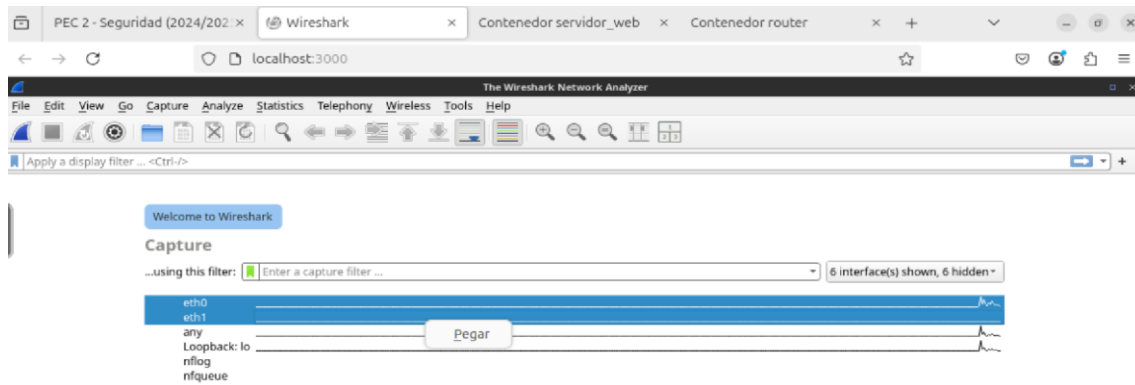 PEC 2 - Seguridad (2024/202 Wireshark Contenedor servidor_web Contenedor router
localhost:3000
The Wireshark Network Analyzer
File Edit View Go Capture Analyze Statistics Telephony Wireless Tools Help
Apply a display filter ... <Ctrl-/>
Welcome to Wireshark
Capture
...using this filter: Enter a capture filter ... 6 interface(s) shown, 6 hidden
eth0
eth1
any
Pegar
Loopback: lo
nflog
nfqueue